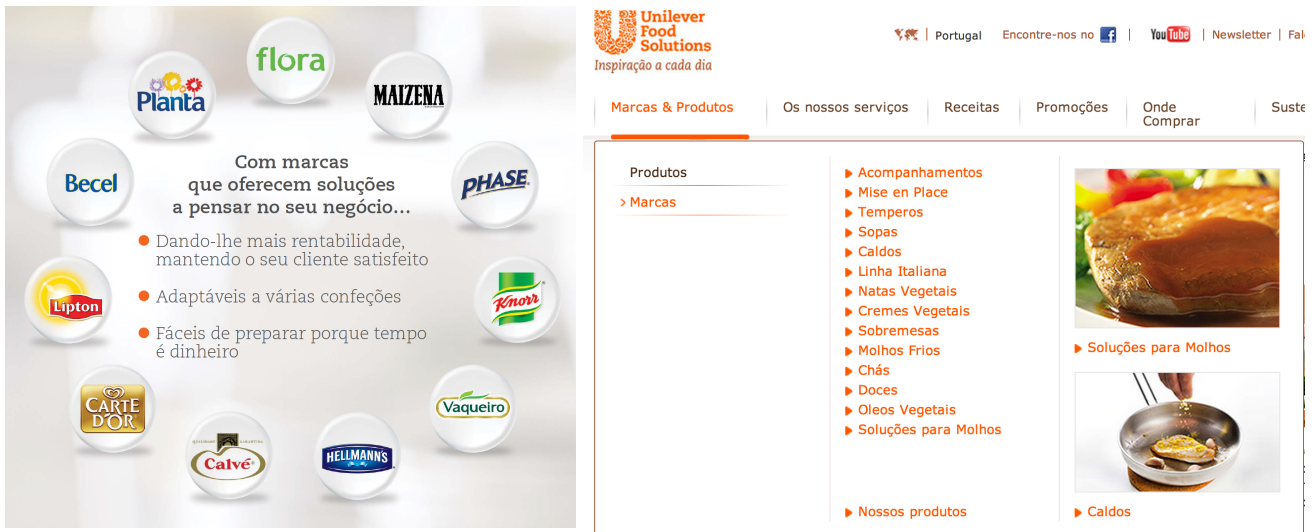 flora
Planta
MAIZENA
Becel
PHASE
Com marcas
que oferecem soluções
a pensar no seu negócio...
Dando-lhe mais rentabilidade,
mantendo o seu cliente satisfeito
Adaptáveis a várias confeções
Fáceis de preparar porque tempo
é dinheiro
Lipton
Knorr
CARTE
D'OR
Vaqueiro
Calvé
HELLMANN'S
Unilever
Food
Solutions
Inspiração a cada dia
Portugal
Encontre-nos no
YouTube
Newsletter
Marcas & Produtos
Os nossos serviços
Receitas
Promoções
Onde
Comprar
Produtos
Marcas
Acompanhamentos
Mise en Place
Temperos
Sopas
Caldos
Linha Italiana
Natas Vegetais
Cremes Vegetais
Sobremesas
Molhos Frios
Chás
Doces
Oleos Vegetais
Soluções para Molhos
Nossos produtos
Soluções para Molhos
Caldos